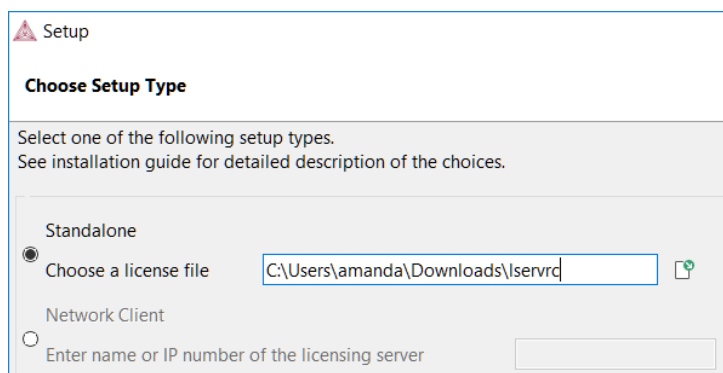 Setup
Choose Setup Type
Select one of the following setup types.
See installation guide for detailed description of the choices.
Standalone
Choose a license file C:\Users\amanda\Downloads\lservrc
Network Client
Enter name or IP number of the licensing server